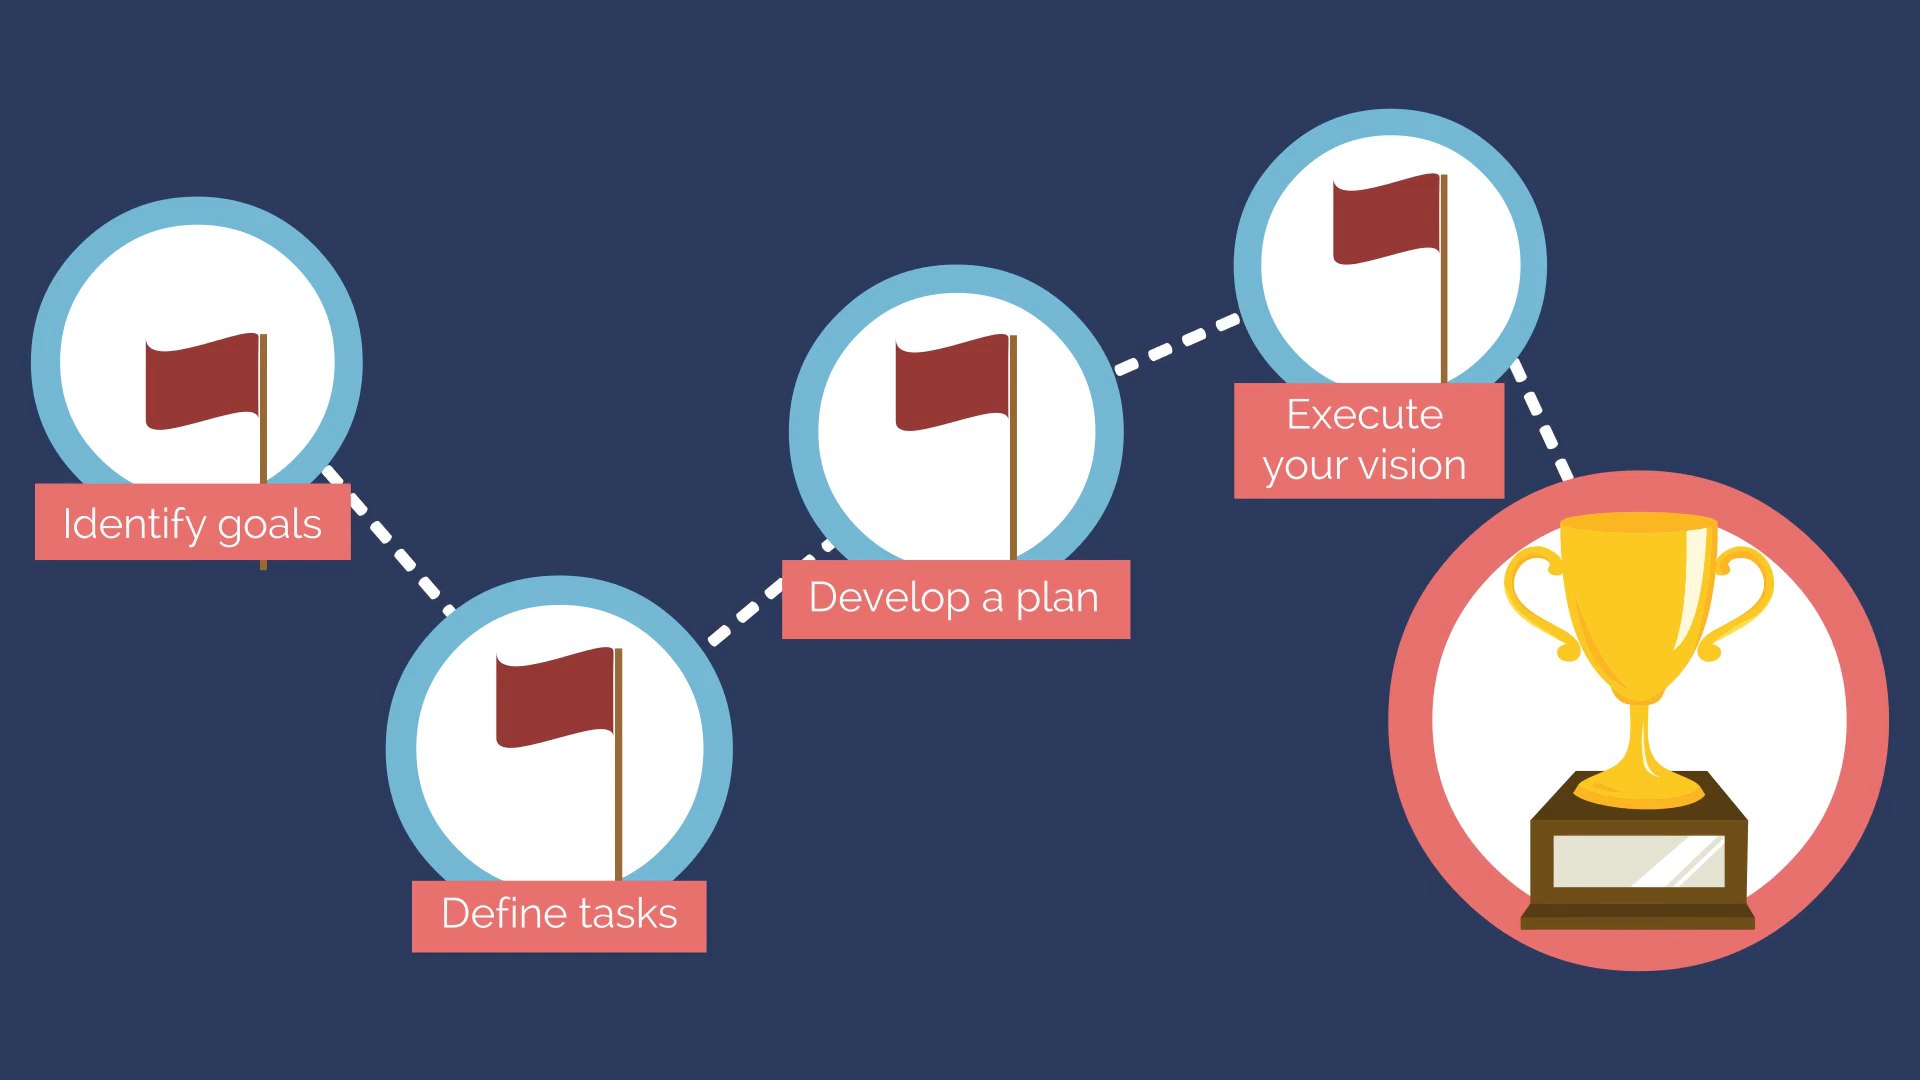 Identify goals
Define tasks
Develop a plan
Execute
your vision